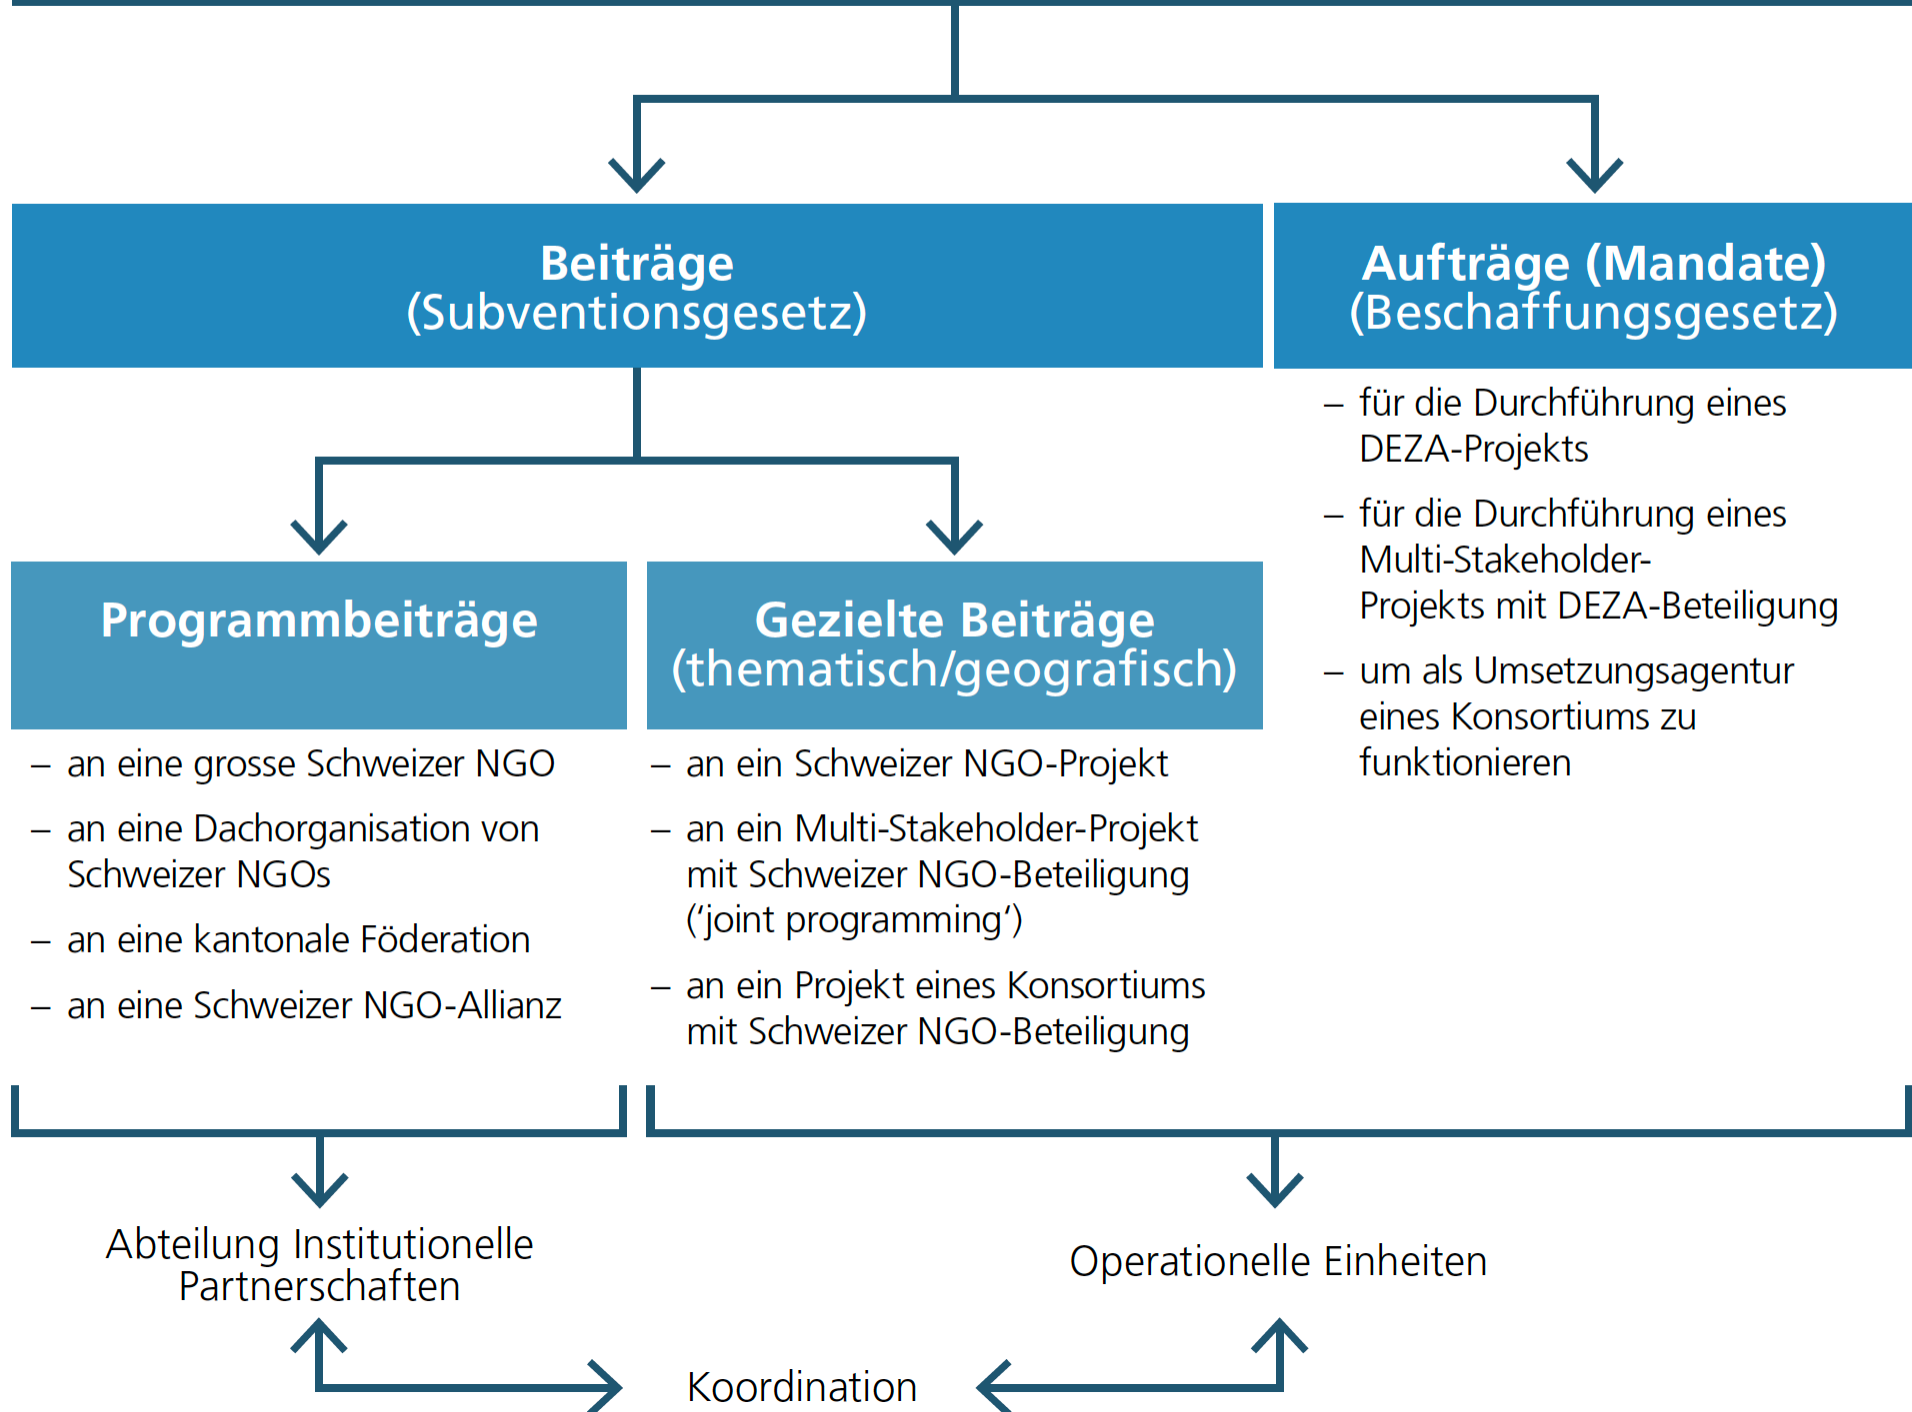 Beiträge
(Subventionsgesetz)
Aufträge (Mandate)
(Beschaffungsgesetz)
– für die Durchführung eines
DEZA-Projekts
– für die Durchführung eines
Multi-Stakeholder-
Projekts mit DEZA-Beteiligung
– um als Umsetzungsagentur
eines Konsortiums zu
funktionieren
Programmbeiträge
– an eine grosse Schweizer NGO
– an eine Dachorganisation von
Schweizer NGOs
– an eine kantonale Föderation
– an eine Schweizer NGO-Allianz
Gezielte Beiträge
(thematisch/geografisch)
– an ein Schweizer NGO-Projekt
– an ein Multi-Stakeholder-Projekt
mit Schweizer NGO-Beteiligung
(‘joint programming‘)
– an ein Projekt eines Konsortiums
mit Schweizer NGO-Beteiligung
Abteilung Institutionelle
Partnerschaften
Operationelle Einheiten
Koordination